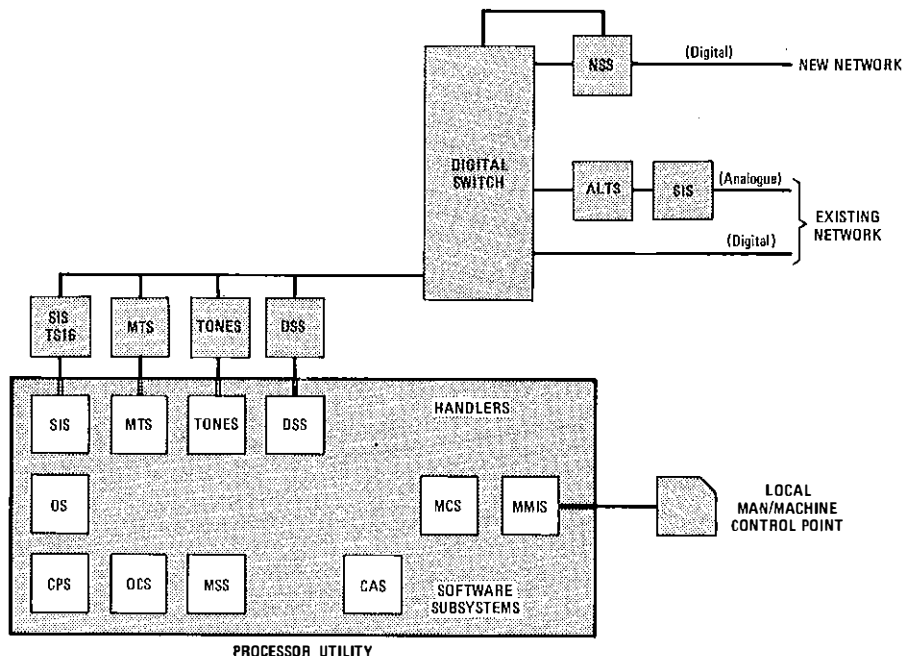 NSS
(Digital)
NEW NETWORK
DIGITAL
SWITCH
ALTS
SIS
(Analogue)
(Digital)
EXISTING
NETWORK
SIS
TS16
MTS
TONES
DSS
SIS
MTS
TONES
DSS
HANDLERS
OS
MCS
MMIS
LOCAL
MAN/MACHINE
CONTROL POINT
CPS
OCS
MSS
CAS
SOFTWARE
SUBSYSTEMS
PROCESSOR UTILITY